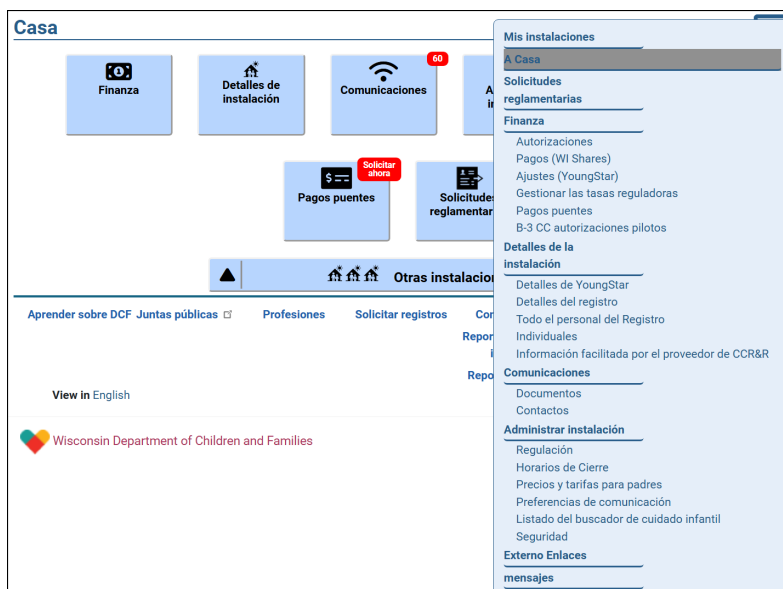 Casa
60
Finanza
Detalles de
instalación
Comunicaciones
Solicitar
ahora
Pagos puentes
Solicitudes
reglamentar
Otras instalacion
Aprender sobre DCF
Juntas públicas
Profesiones
Solicitar registros
Con
Repor
Repo
View in English
Wisconsin Department of Children and Families
Mis instalaciones
A Casa
Solicitudes
reglamentarias
Finanza
Autorizaciones
Pagos (WI Shares)
Ajustes (YoungStar)
Gestionar las tasas reguladoras
Pagos puentes
B-3 CC autorizaciones pilotos
Detalles de la
instalación
Detalles de YoungStar
Detalles del registro
Todo el personal del Registro
Individuales
Información facilitada por el proveedor de CCR&R
Comunicaciones
Documentos
Contactos
Administrar instalación
Regulación
Horarios de Cierre
Precios y tarifas para padres
Preferencias de comunicación
Listado del buscador de cuidado infantil
Seguridad
Externo Enlaces
mensajes